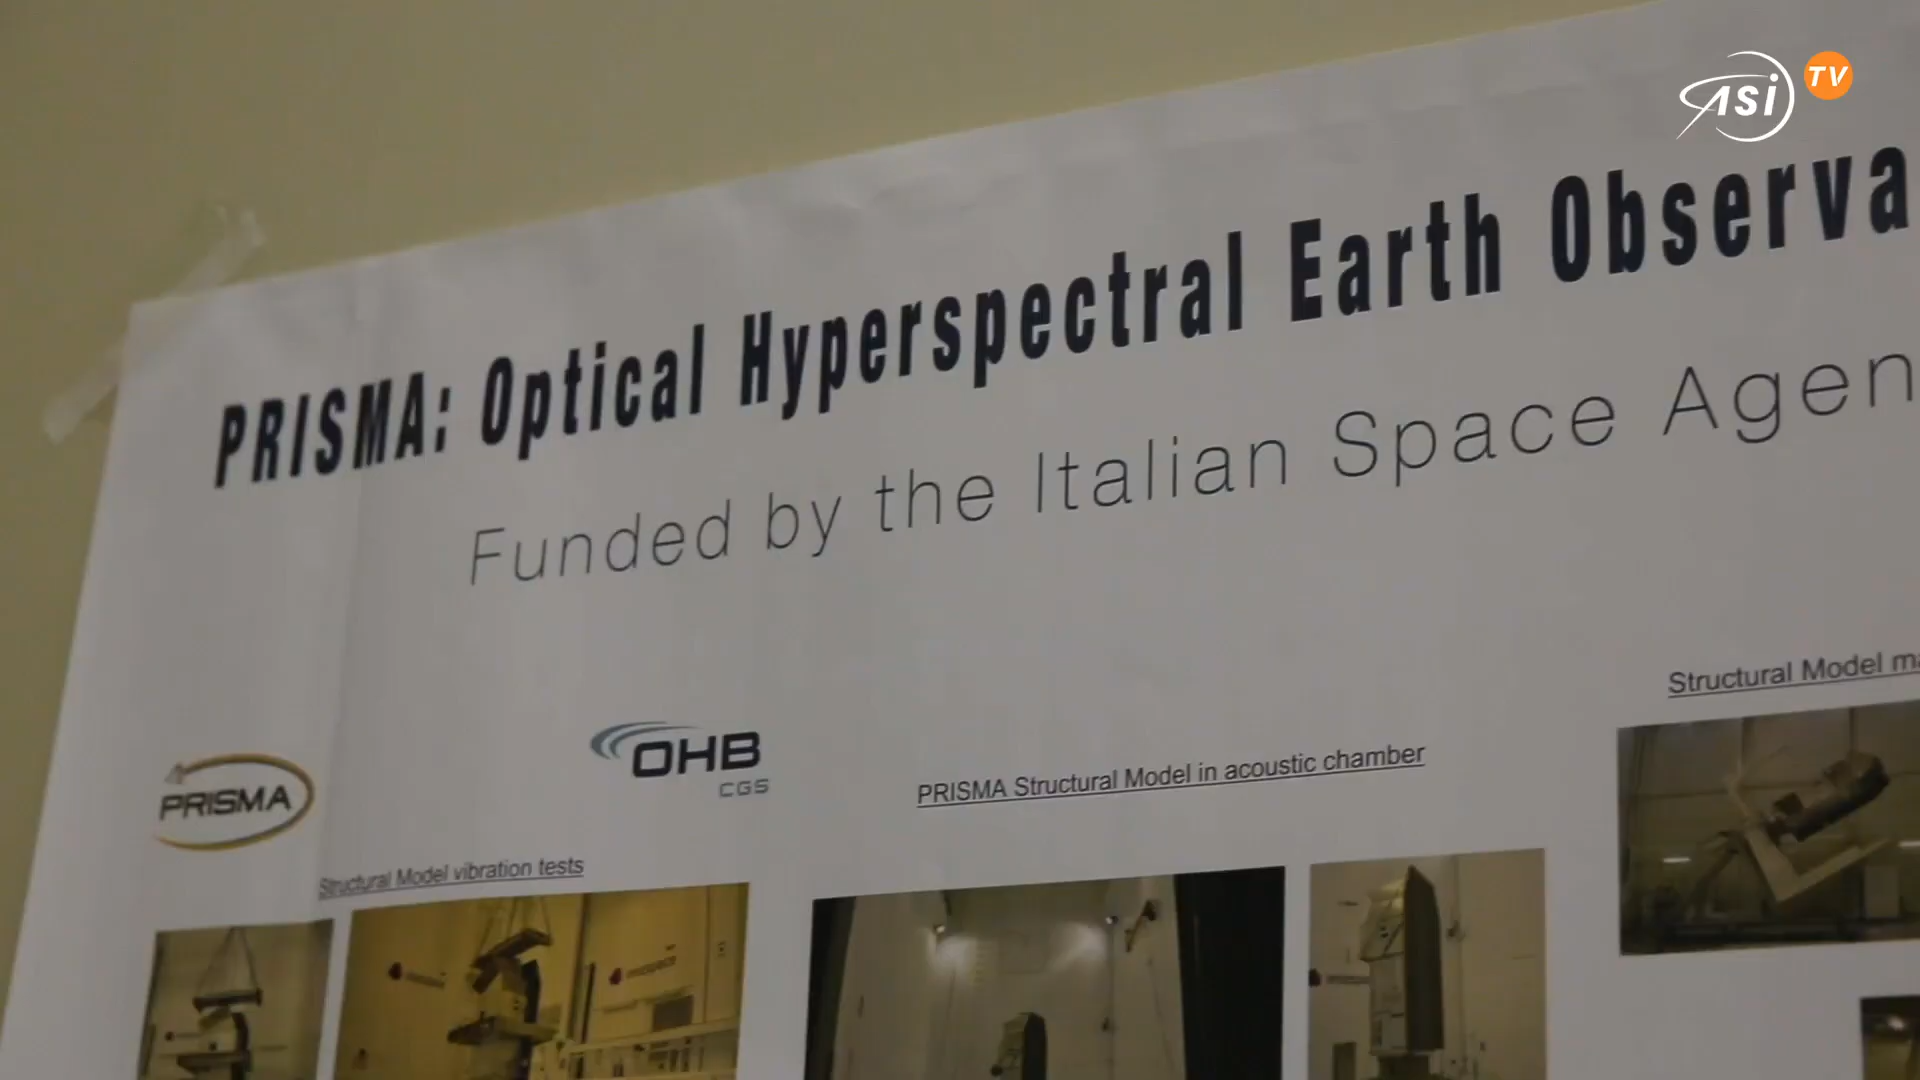 ASI TV
PRISMA: Optical Hyperspectral Earth Observa
Funded by the Italian Space Agen
Structural Model ma
PRISMA
OHB
CGS
PRISMA Structural Model in acoustic chamber
Structural Model vibration tests